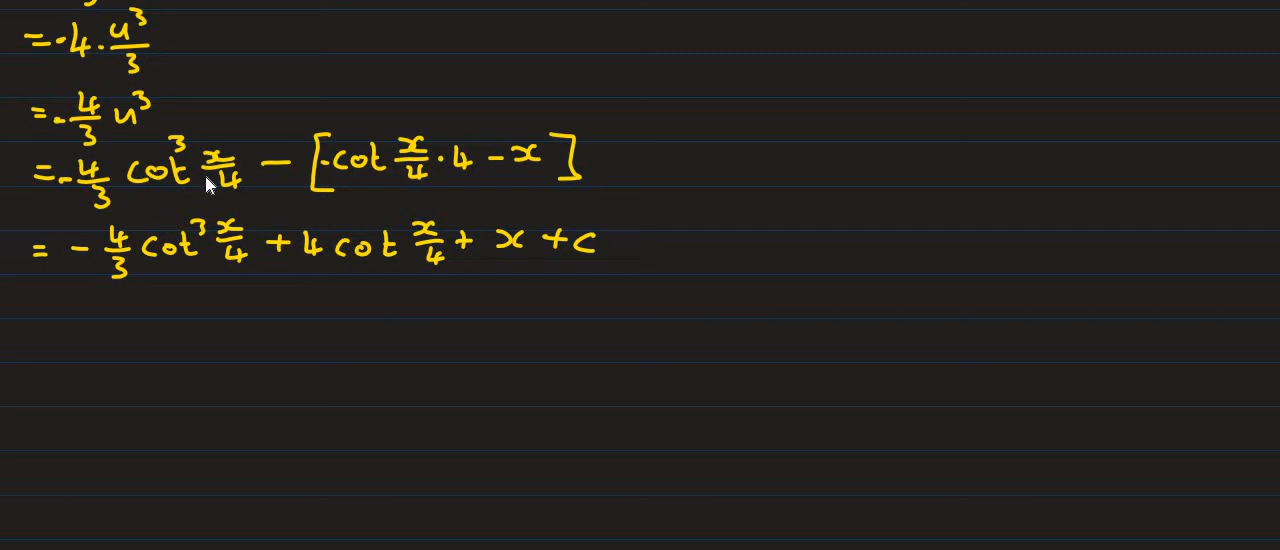 =-4·u³/3
=-4/3 u³
=-4/3 cot³ x/4 - [-cot x/4 · 4 - x]
= -4/3 cot³ x/4 + 4 cot x/4 + x + c